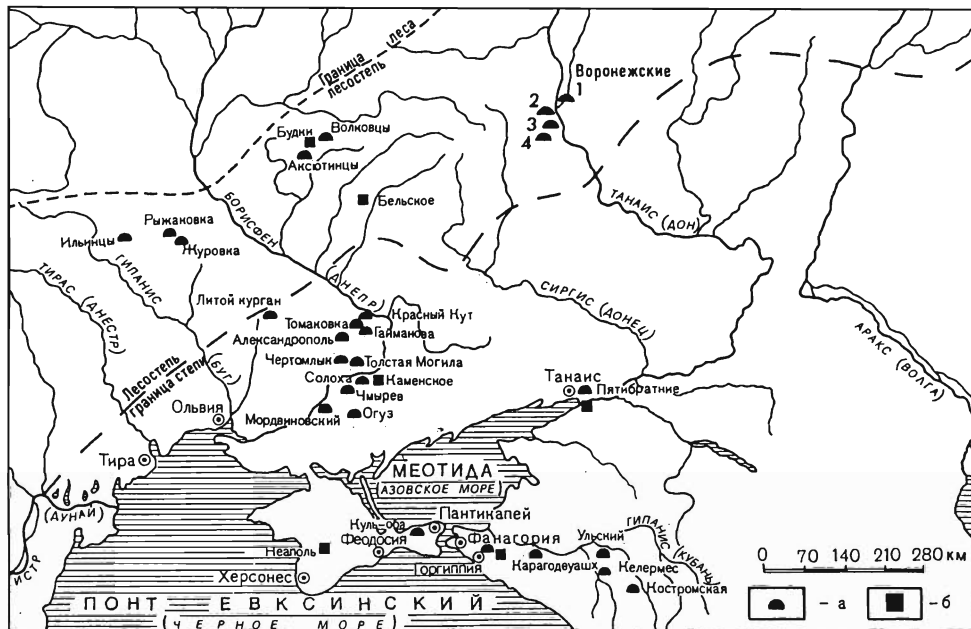 Граница леса
лесостепь
Воронежские
1
2
3
4
Будки
Волковцы
Аксютинцы
Бельское
ТАНАИС (ДОН)
БОРИСФЕН
(ДНЕПР)
Рыжановка
Ильинцы
Журовка
ГИПАНИС
(БУГ)
ТИРАС (ДНЕСТР)
СИРГИС (ДОНЕЦ)
АРАКС (ВОЛГА)
Литой курган
Красный Кут
Томаковка
Гайманова
Александрополь
Чертомлык
Толстая Могила
Солоха
Каменское
Чмырев
Мордвиновский
Огуз
Лесостепь
граница степи
Ольвия
Тира
Танаис
Пятибратние
МЕОТИДА
(АЗОВСКОЕ МОРЕ)
Пантикапей
Куль-оба
Феодосия
Фанагория
Горгиппия
Карагодеуашх
Ульский
Келермес
Костромская
ГИПАНИС (КУБАНЬ)
Неаполь
Херсонес
ИСТР
(ДУНАЙ)
ПОНТ ЕВКСИНСКИЙ
(ЧЕРНОЕ МОРЕ)
0 70 140 210 280 км
- а
- б